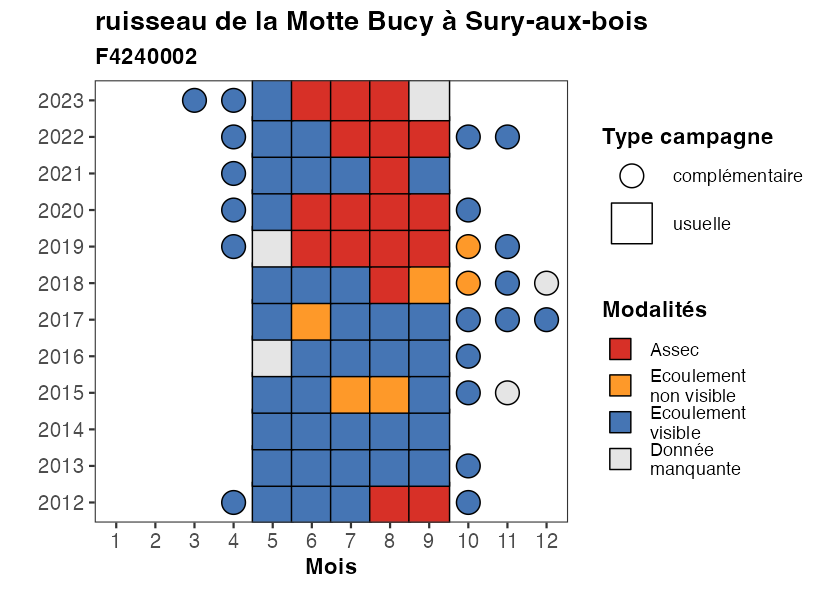 ruisseau de la Motte Bucy à Sury-aux-bois
F4240002
2023
2022
2021
2020
2019
2018
2017
2016
2015
2014
2013
2012
1 2 3 4 5 6 7 8 9 10 11 12
Mois
Type campagne
complémentaire
usuelle
Modalités
Assec
Ecoulement
non visible
Ecoulement
visible
Donnée
manquante